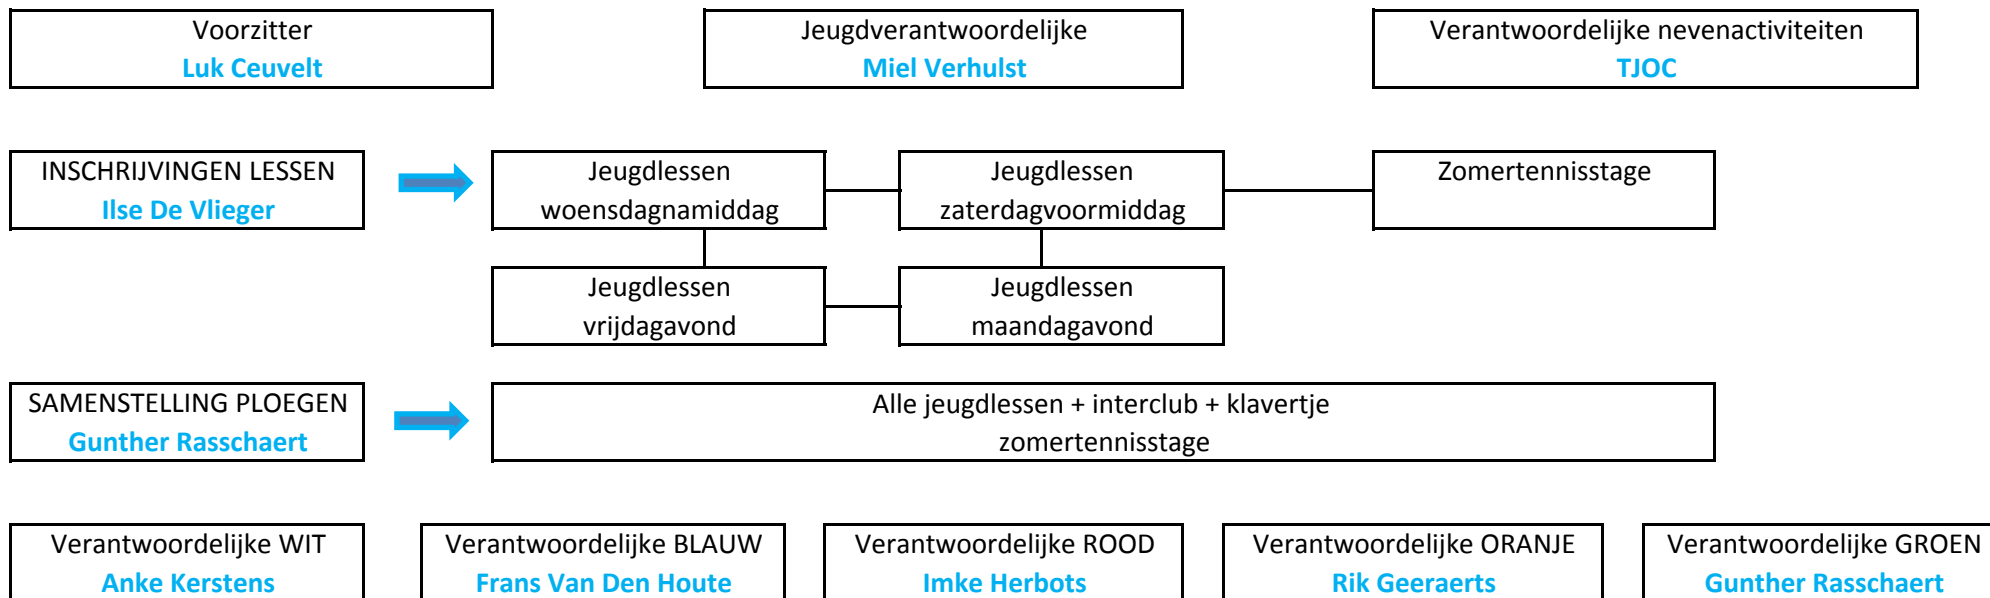 Voorzitter
Luk Ceuvelt
Jeugdverantwoordelijke
Miel Verhulst
Verantwoordelijke nevenactiviteiten
TJOC
INSCHRIJVINGEN LESSEN
Ilse De Vlieger
Jeugdlessen
woensdagnamiddag
Jeugdlessen
zaterdagvoormiddag
Zomertennisstage
Jeugdlessen
vrijdagavond
Jeugdlessen
maandagavond
SAMENSTELLING PLOEGEN
Gunther Rasschaert
Alle jeugdlessen + interclub + klavertje
zomertennisstage
Verantwoordelijke WIT
Anke Kerstens
Verantwoordelijke BLAUW
Frans Van Den Houte
Verantwoordelijke ROOD
Imke Herbots
Verantwoordelijke ORANJE
Rik Geeraerts
Verantwoordelijke GROEN
Gunther Rasschaert